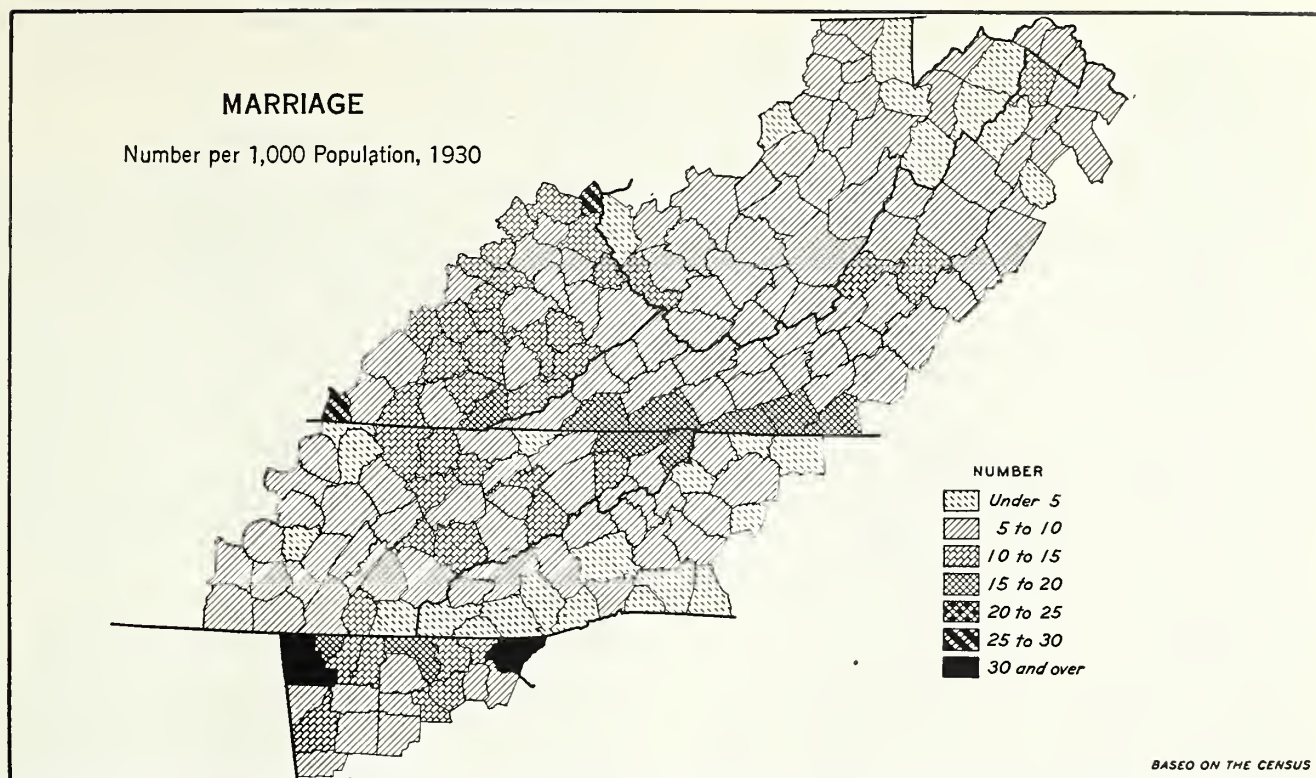 MARRIAGE
Number per 1,000 Population, 1930
NUMBER
Under 5
5 to 10
10 to 15
15 to 20
20 to 25
25 to 30
30 and over
BASED ON THE CENSUS